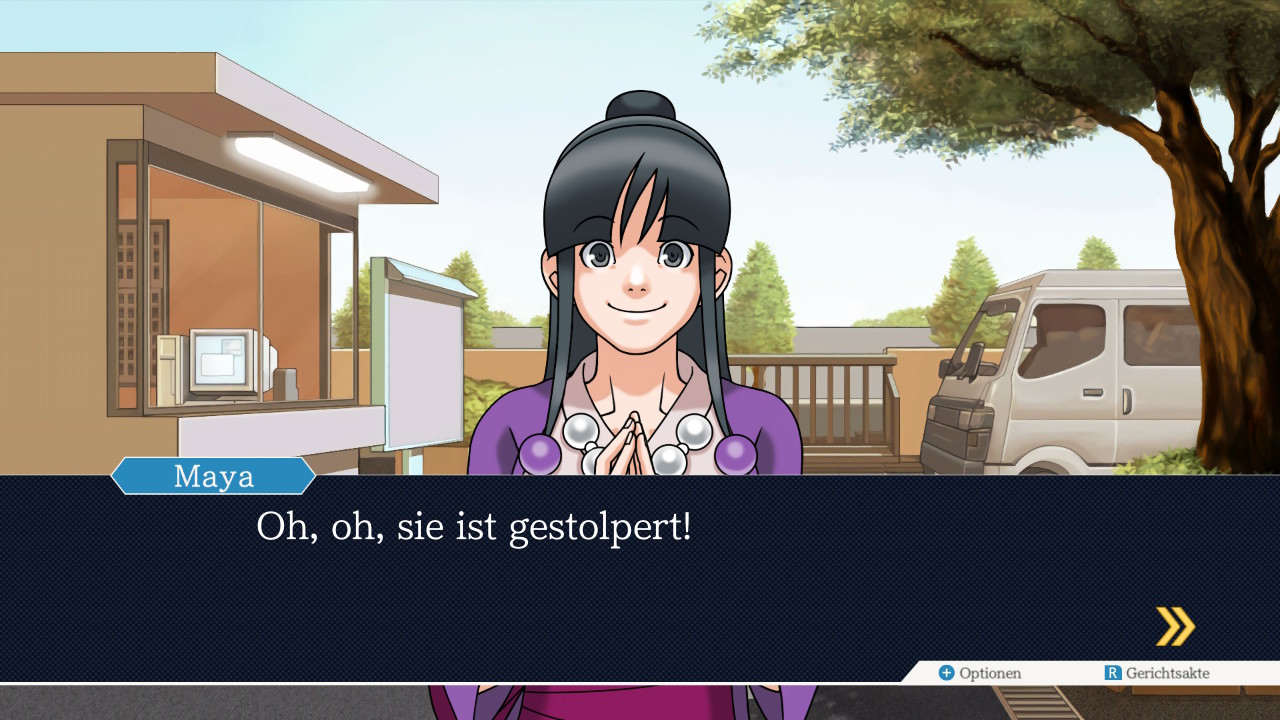 Maya
Oh, oh, sie ist gestolpert!
+ Optionen
R Gerichtsakte